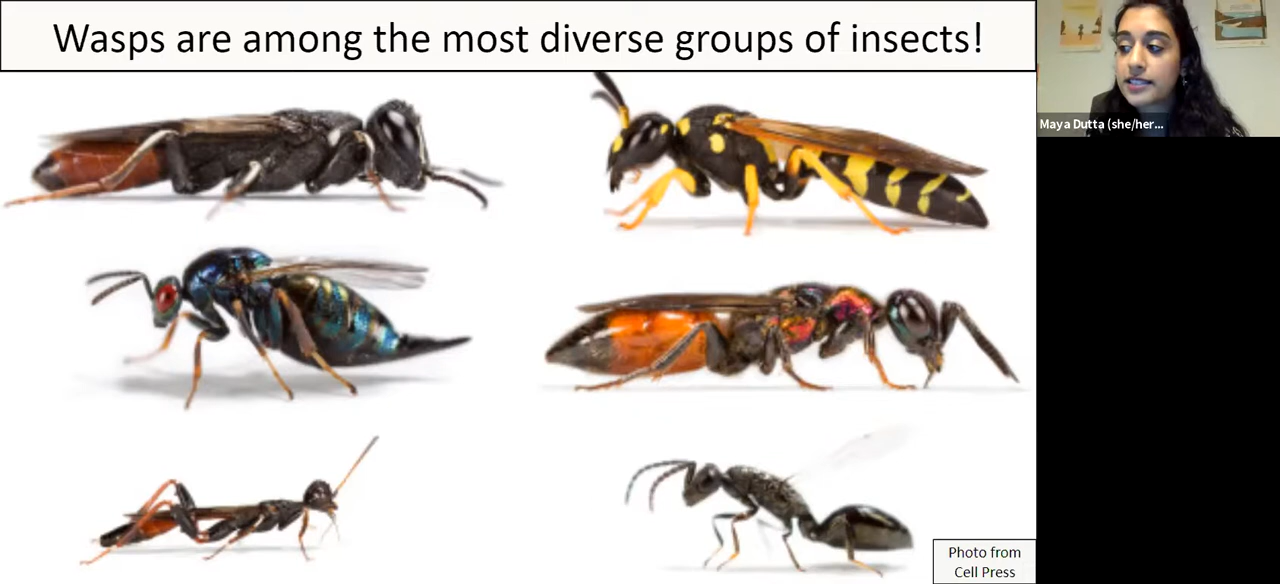 Wasps are among the most diverse groups of insects!
Maya Dutta (she/her...
Photo from
Cell Press